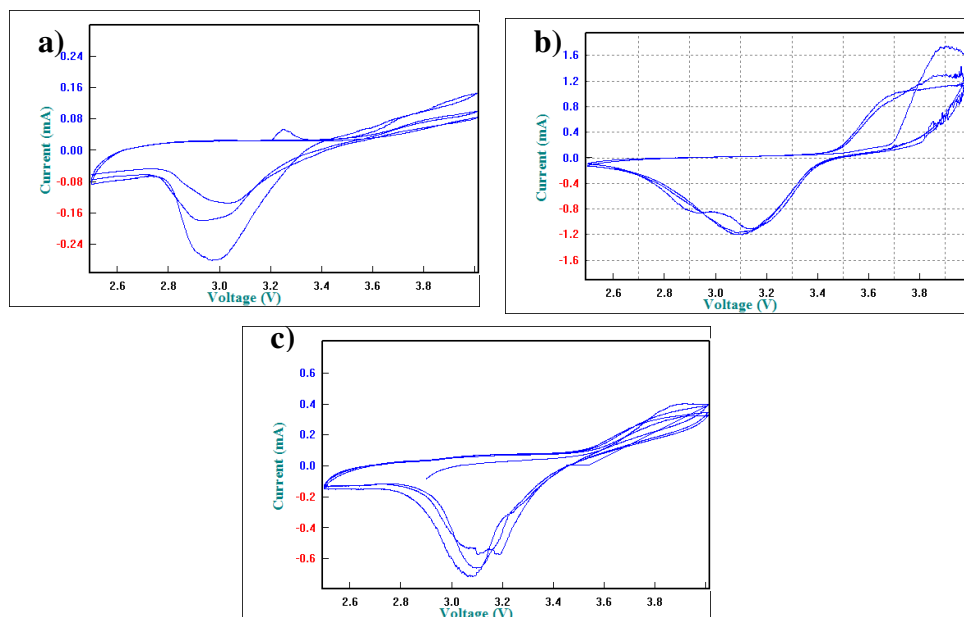 a)
0.24
0.16
0.08
0.00
-0.08
-0.16
-0.24
Current (mA)
2.6 2.8 3.0 3.2 3.4 3.6 3.8
Voltage (V)
b)
1.6
1.2
0.8
0.4
0.0
-0.4
-0.8
-1.2
-1.6
Current (mA)
2.6 2.8 3.0 3.2 3.4 3.6 3.8
Voltage (V)
c)
0.6
0.4
0.2
0.0
-0.2
-0.4
-0.6
Current (mA)
2.6 2.8 3.0 3.2 3.4 3.6 3.8
Voltage (V)